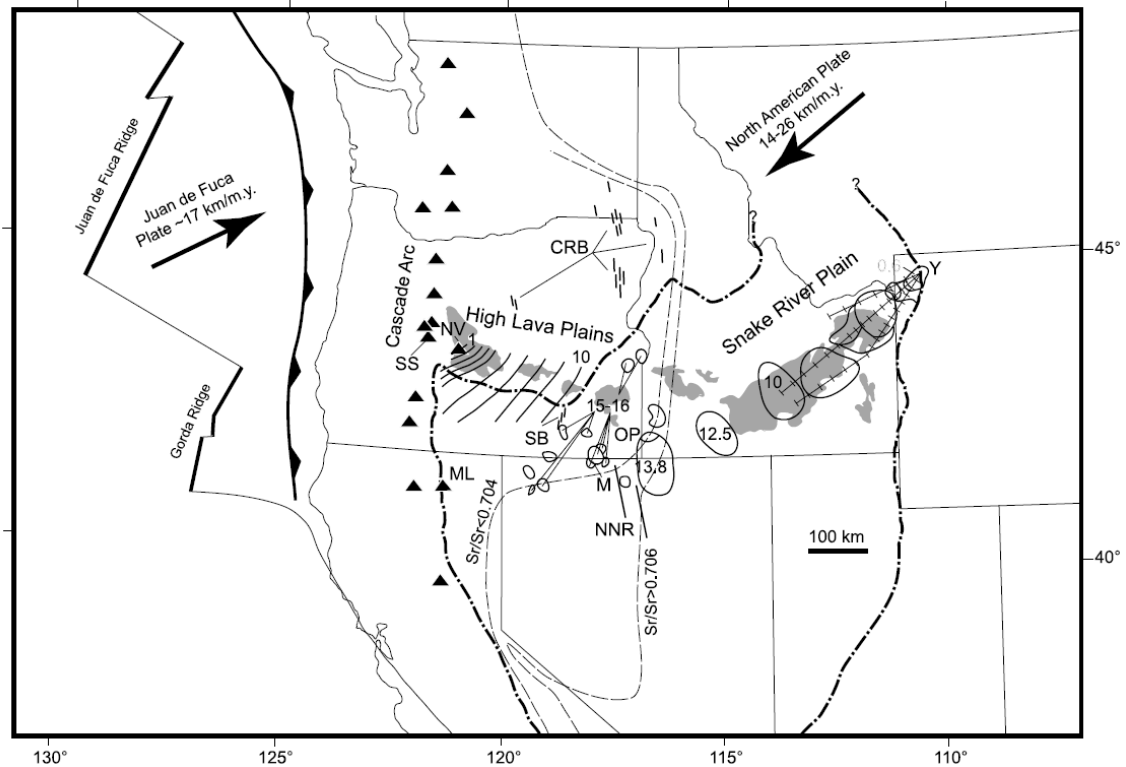 North American Plate
14-26 km/m.y.
Juan de Fuca Ridge
Juan de Fuca
Plate ~17 km/m.y.
?
?
45°
CRB
0.6
Y
Cascade Arc
Snake River Plain
High Lava Plains
NV
1
SS
10
10
Gorda Ridge
15-16
SB
OP
12.5
13.8
ML
M
Sr/Sr<0.704
NNR
Sr/Sr>0.706
100 km
40°
130°
125°
120°
115°
110°